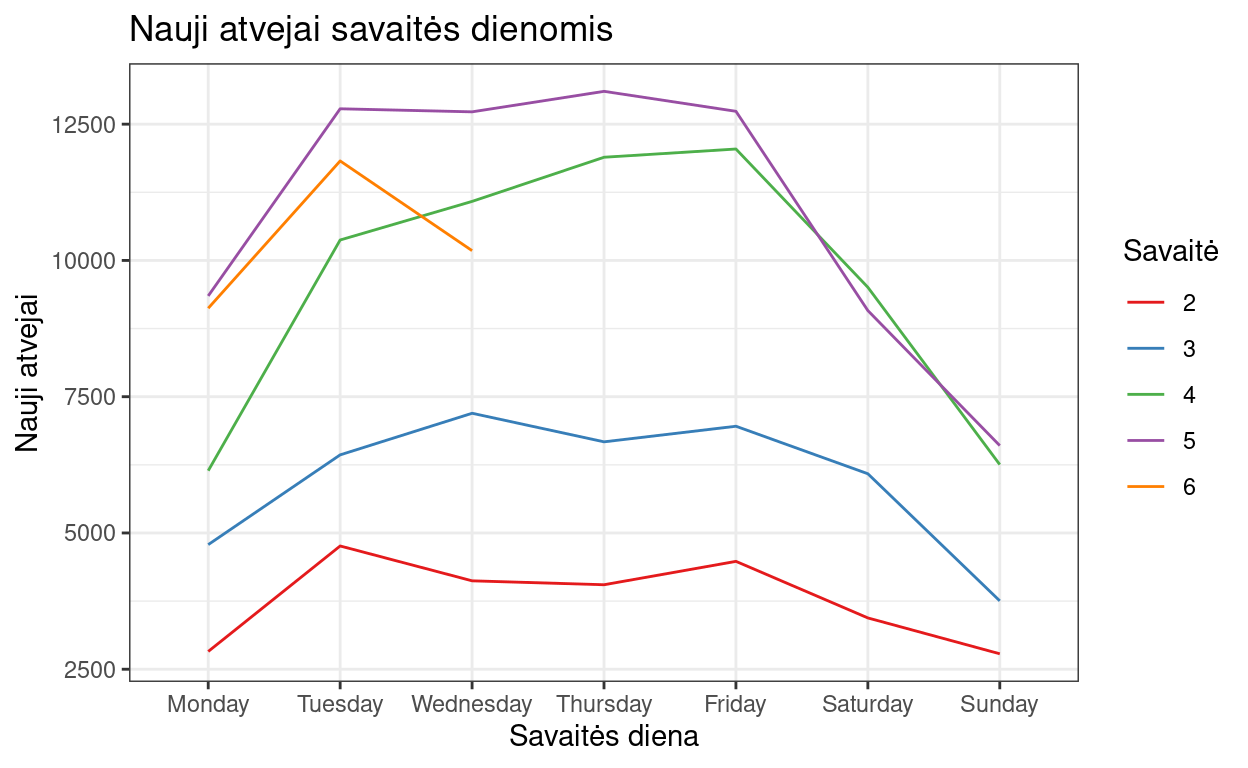 Nauji atvejai savaitės dienomis
Nauji atvejai
12500
10000
7500
5000
2500
Monday Tuesday Wednesday Thursday Friday Saturday Sunday
Savaitės diena
Savaitė
2
3
4
5
6